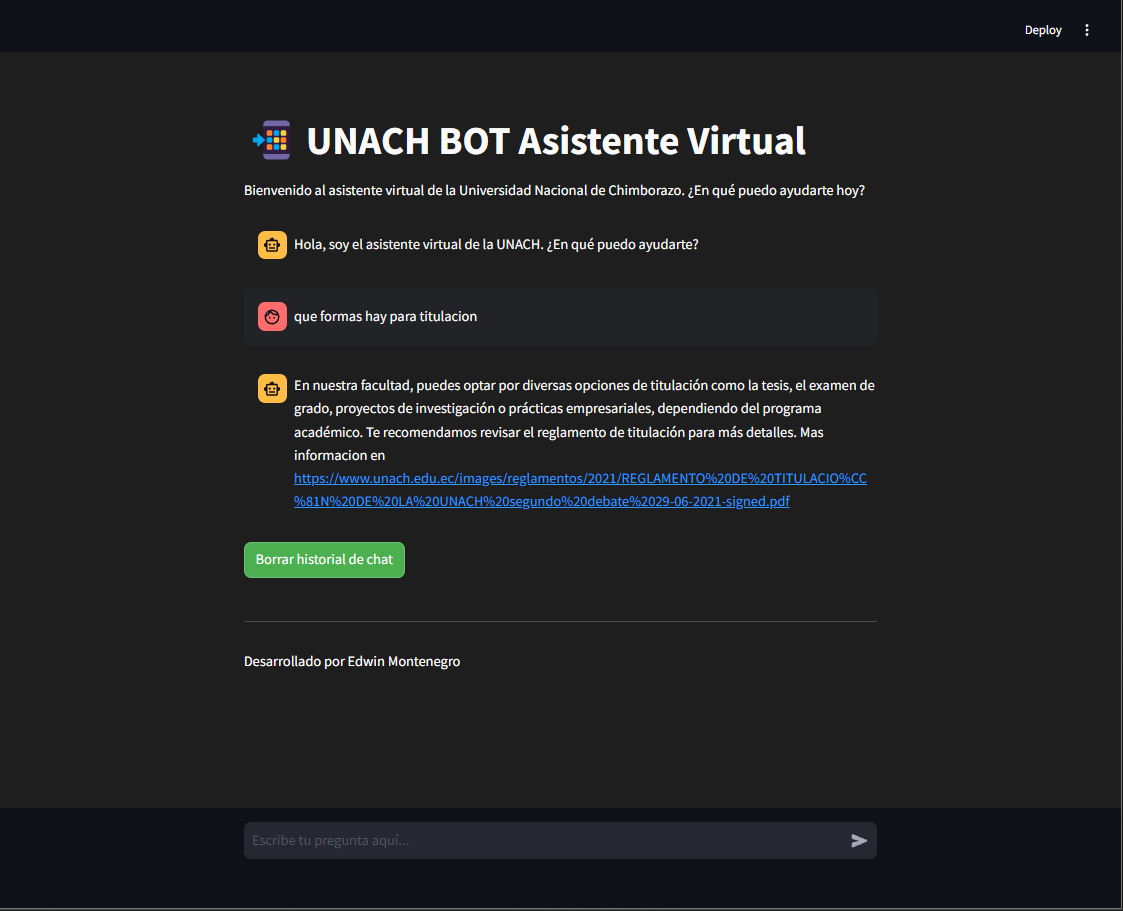 Deploy
UNACH BOT Asistente Virtual
Bienvenido al asistente virtual de la Universidad Nacional de Chimborazo. ¿En qué puedo ayudarte hoy?
Hola, soy el asistente virtual de la UNACH. ¿En qué puedo ayudarte?
que formas hay para titulacion
En nuestra facultad, puedes optar por diversas opciones de titulación como la tesis, el examen de
grado, proyectos de investigación o prácticas empresariales, dependiendo del programa
académico. Te recomendamos revisar el reglamento de titulación para más detalles. Mas
informacion en
https://www.unach.edu.ec/images/reglamentos/2021/REGLAMENTO%20DE%20TITULACIO%CC
%81N%20DE%20LA%20UNACH%20segundo%20debate%2029-06-2021-signed.pdf
Borrar historial de chat
Desarrollado por Edwin Montenegro
Escribe tu pregunta aquí...